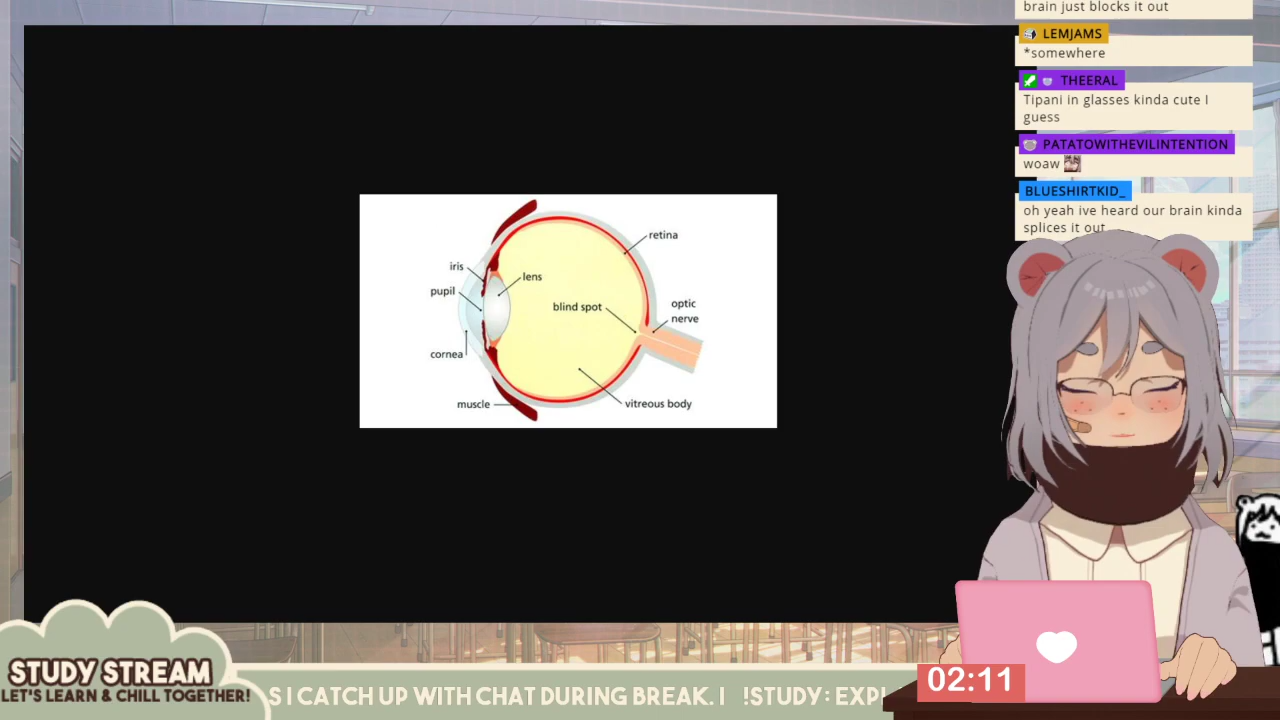 brain just blocks it out
LEMJAMS
*somewhere
THEERAL
Tipani in glasses kinda cute I
guess
PATATOWITHEVILINTENTION
woaw
BLUESHIRTKID_
oh yeah ive heard our brain kinda
splices it out
retina
iris
lens
pupil
blind spot
optic
nerve
cornea
muscle
vitreous body
STUDY STREAM
LET'S LEARN & CHILL TOGETHER!
S I CATCH UP WITH CHAT DURING BREAK. I !STUDY: EXPL
02:11